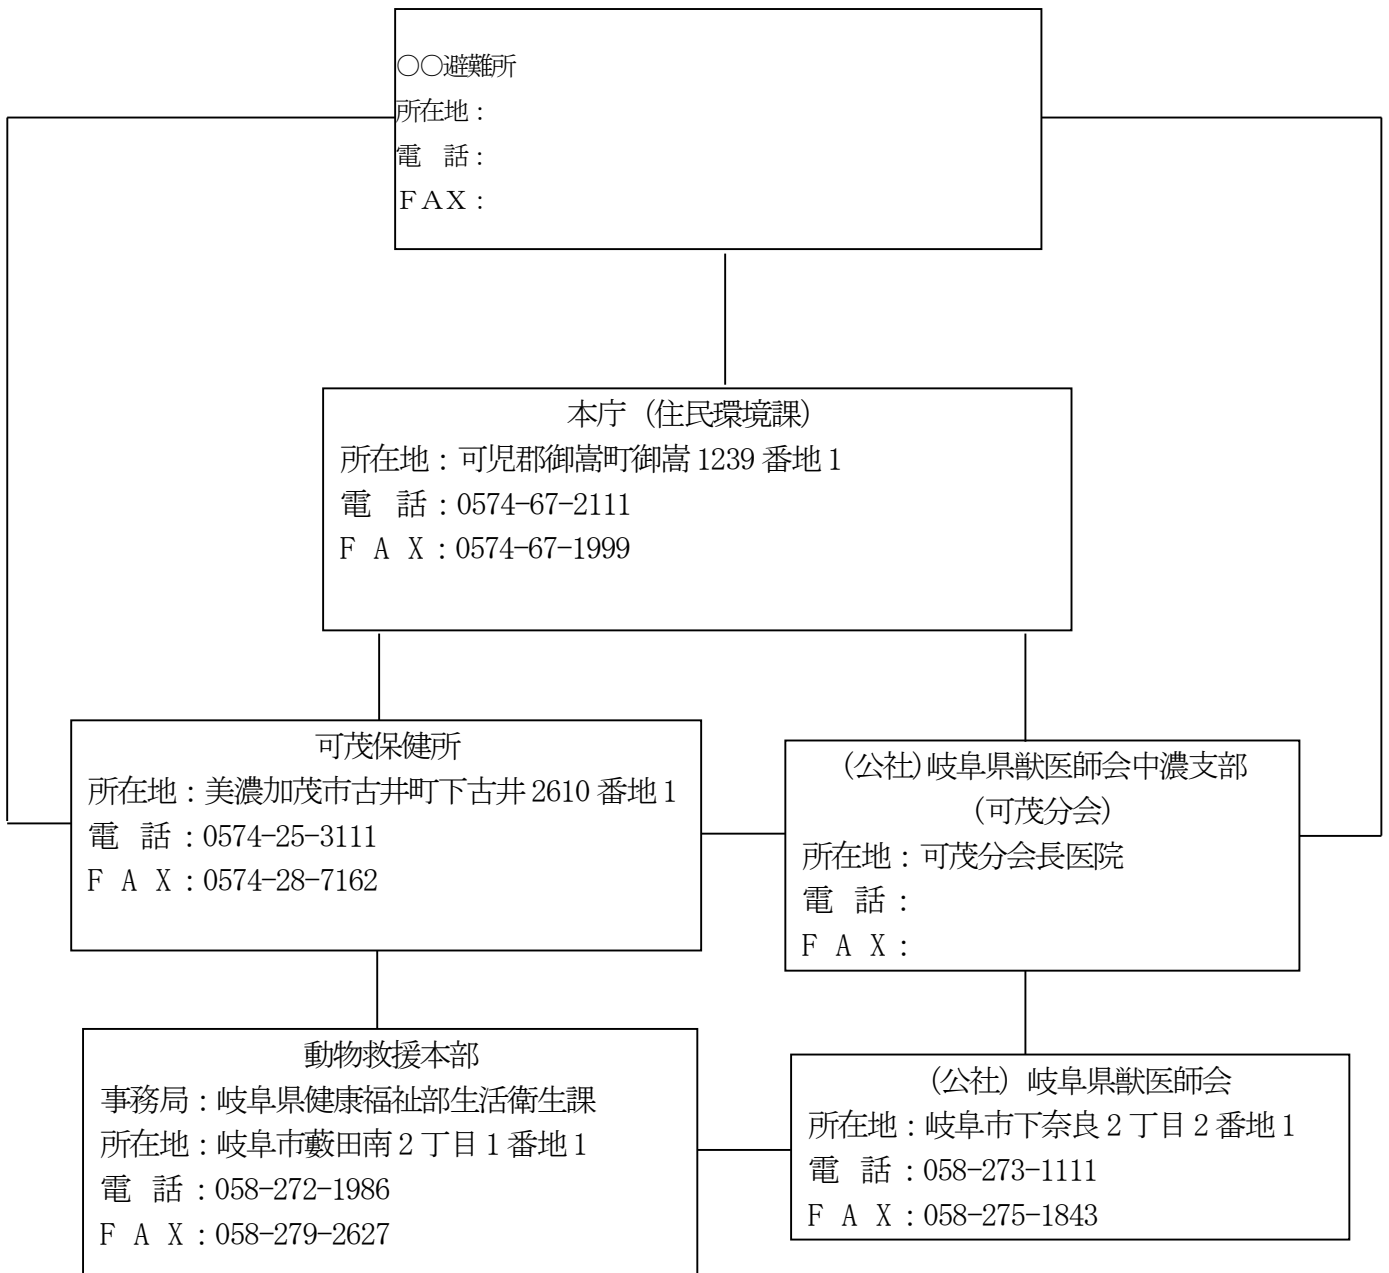 ○○避難所
所在地：
電　話：
ＦＡＸ：
本庁（住民環境課）
所在地：可児郡御嵩町御嵩 1239 番地 1
電　話：0574-67-2111
F A X：0574-67-1999
可茂保健所
所在地：美濃加茂市古井町下古井 2610 番地 1
電　話：0574-25-3111
F A X：0574-28-7162
(公社)岐阜県獣医師会中濃支部
（可茂分会）
所在地：可茂分会長医院
電　話：
F A X：
動物救援本部
事務局：岐阜県健康福祉部生活衛生課
所在地：岐阜市藪田南 2 丁目 1 番地 1
電　話：058-272-1986
F A X：058-279-2627
(公社) 岐阜県獣医師会
所在地：岐阜市下奈良 2 丁目 2 番地 1
電　話：058-273-1111
F A X：058-275-1843